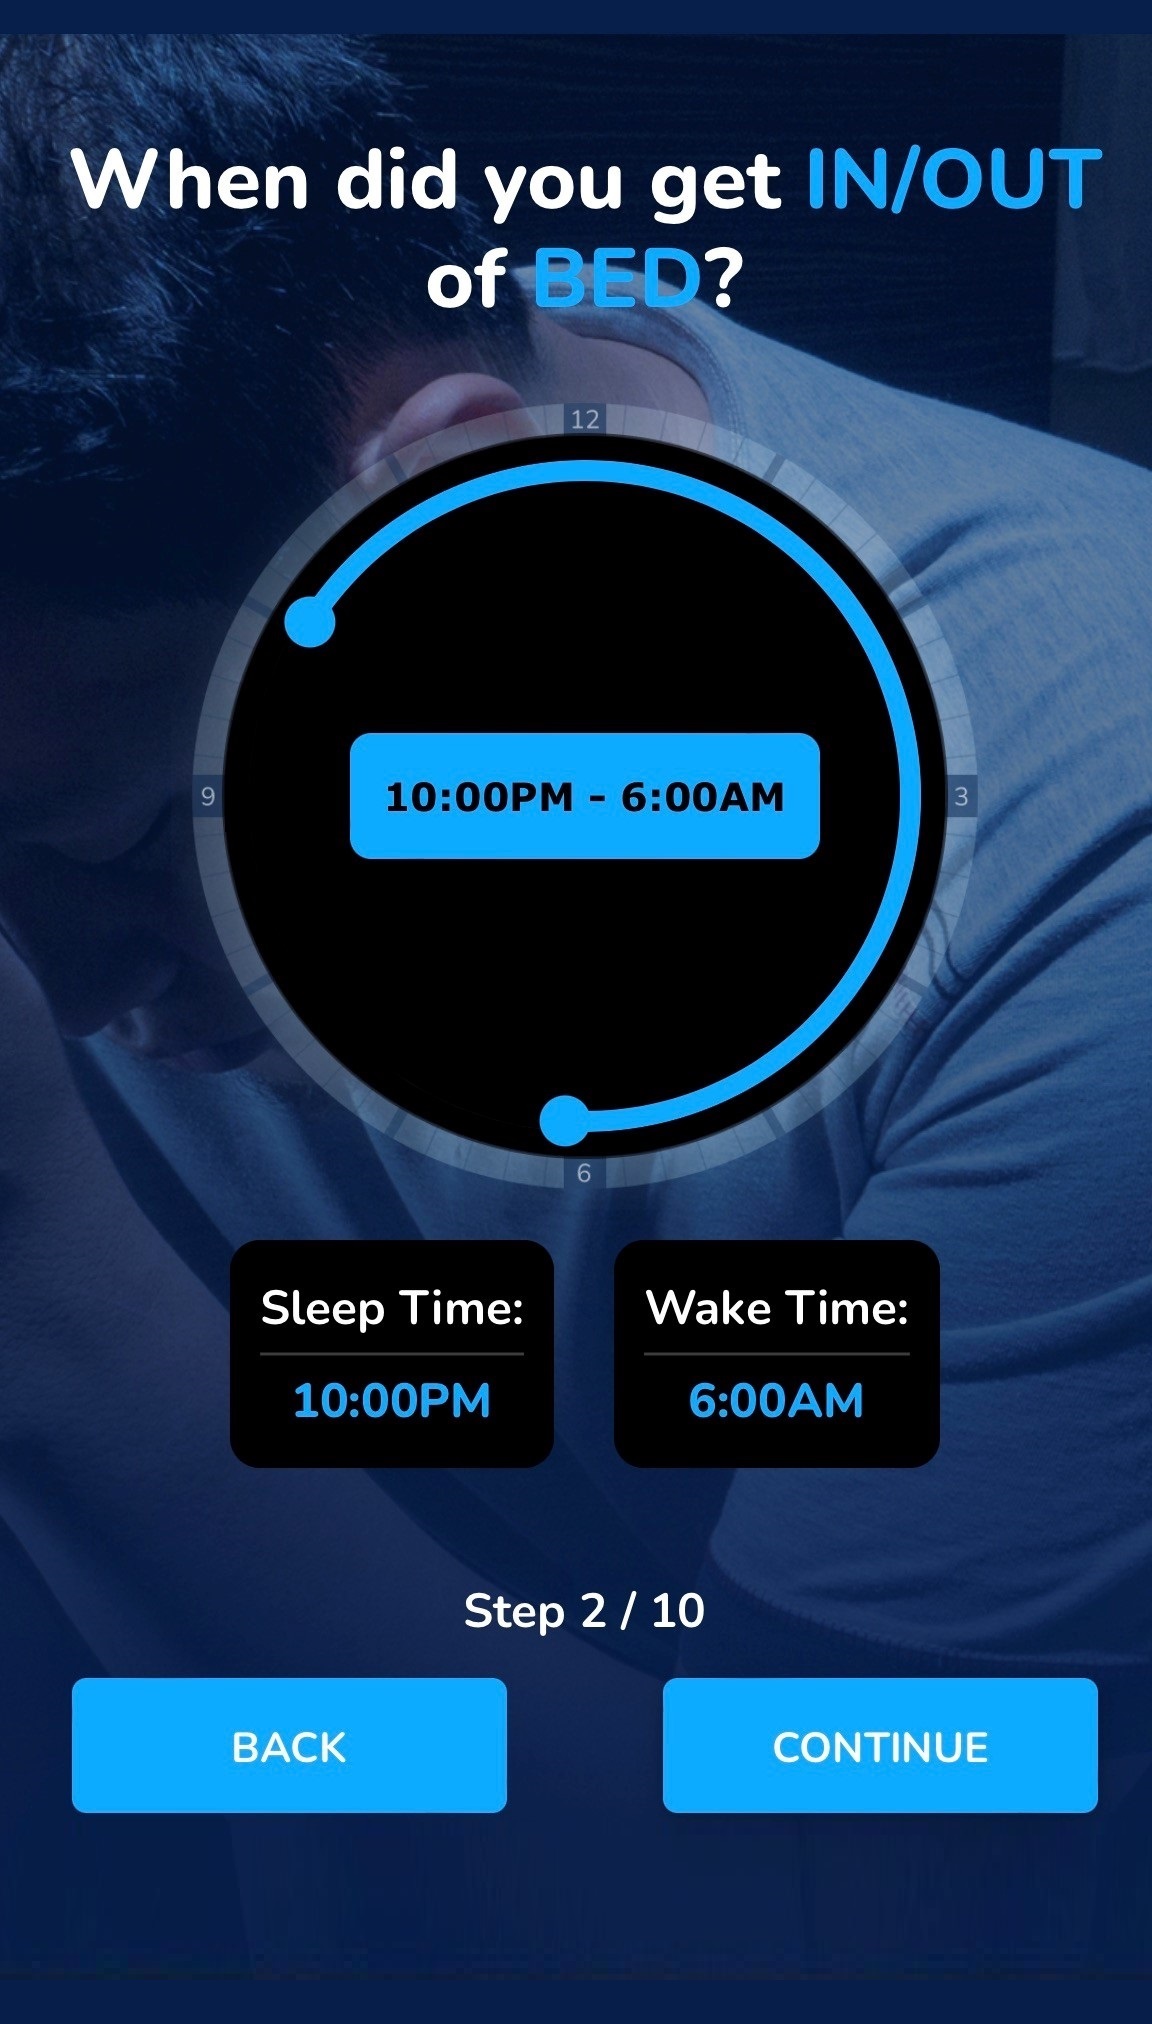 When did you get IN/OUT
of BED?
12
9
10:00PM - 6:00AM
3
6
Sleep Time:
10:00PM
Wake Time:
6:00AM
Step 2 / 10
BACK
CONTINUE